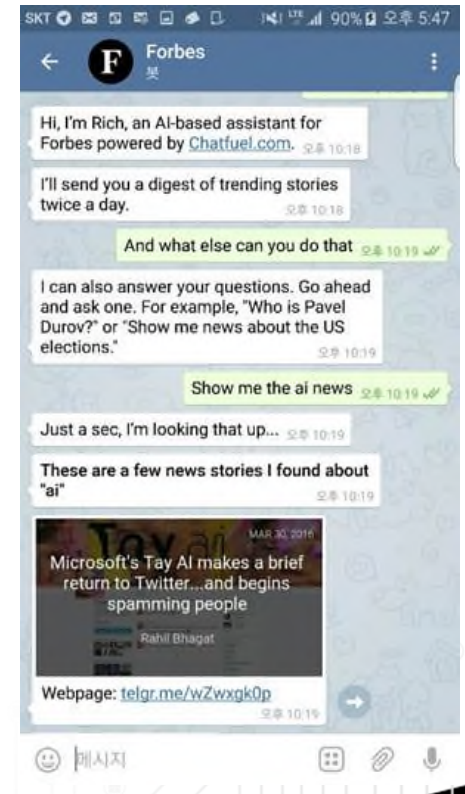 SKT 90% 오후 5:47
F Forbes
봇
Hi, I'm Rich, an AI-based assistant for
Forbes powered by Chatfuel.com. 오후 10:18
I'll send you a digest of trending stories
twice a day. 오후 10:18
And what else can you do that 오후 10:19
I can also answer your questions. Go ahead
and ask one. For example, "Who is Pavel
Durov?" or "Show me news about the US
elections." 오후 10:19
Show me the ai news 오후 10:19
Just a sec, I'm looking that up... 오후 10:19
These are a few news stories I found about
"ai" 오후 10:19
Tay ai
MAR 30, 2016
Microsoft's Tay AI makes a brief
return to Twitter...and begins
spamming people
Rahil Bhagat
Webpage: telgr.me/wZwxgk0p
오후 10:19
메시지